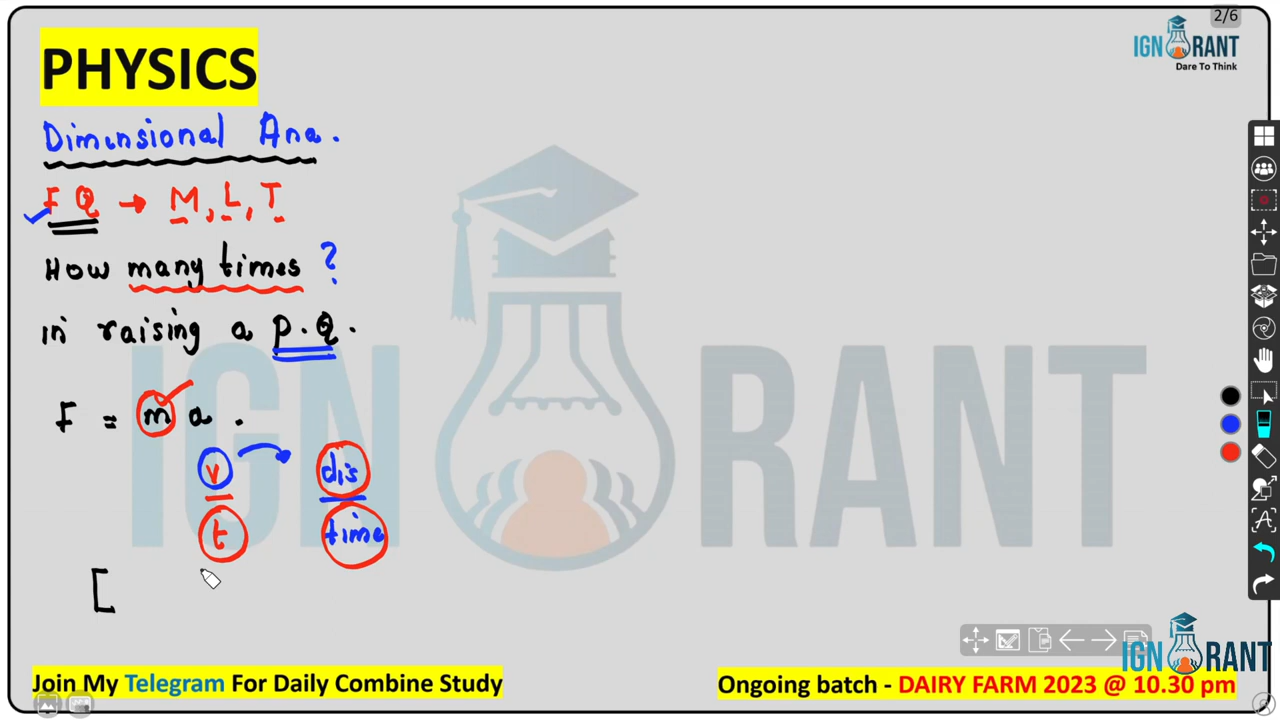 2/6
IGNORANT
Dare To Think
PHYSICS
Dimensional Ana.
F Q → M, L, T
How many times ?
in raising a P.Q.
F = m a .
v dis
t time
[
IGNORANT
IGNORANT
Join My Telegram For Daily Combine Study
Ongoing batch - DAIRY FARM 2023 @ 10.30 pm